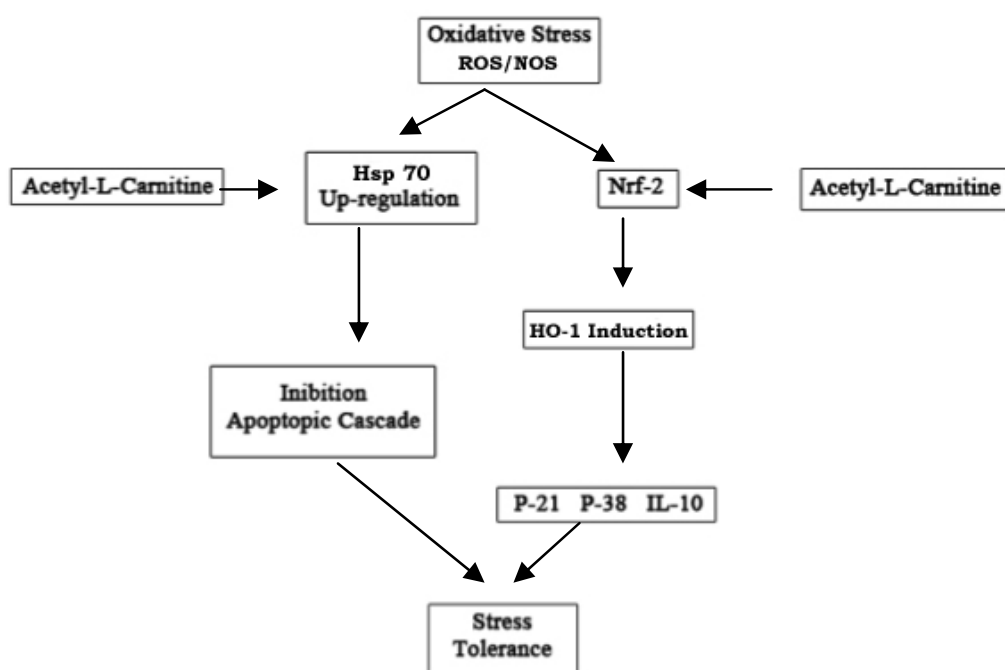 Oxidative Stress
ROS/NOS
Acetyl-L-Carnitine
Hsp 70
Up-regulation
Nrf-2
Acetyl-L-Carnitine
HO-1 Induction
Inibition
Apoptopic Cascade
P-21 P-38 IL-10
Stress
Tolerance